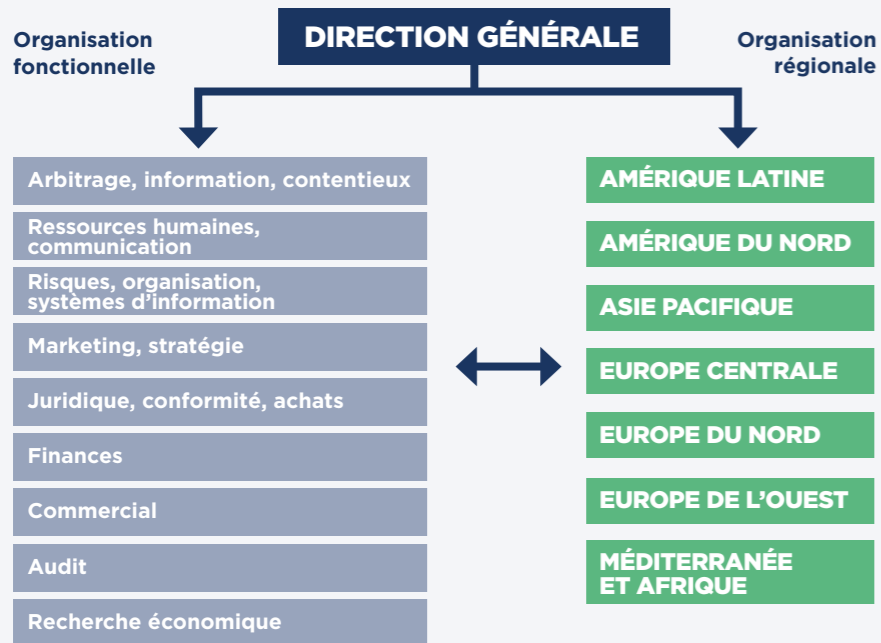 DIRECTION GÉNÉRALE
Organisation
fonctionnelle
Organisation
régionale
Arbitrage, information, contentieux
Ressources humaines,
communication
Risques, organisation,
systèmes d’information
Marketing, stratégie
Juridique, conformité, achats
Finances
Commercial
Audit
Recherche économique
AMÉRIQUE LATINE
AMÉRIQUE DU NORD
ASIE PACIFIQUE
EUROPE CENTRALE
EUROPE DU NORD
EUROPE DE L’OUEST
MÉDITERRANÉE
ET AFRIQUE